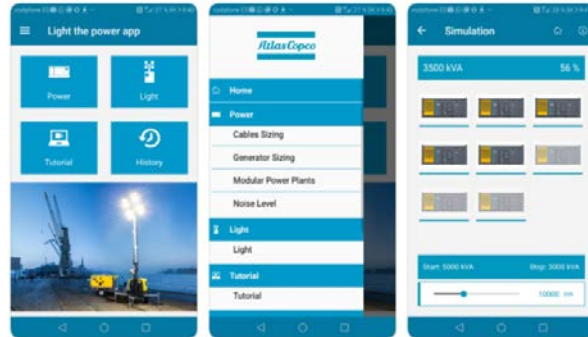 Light the power app
Power
Light
Tutorial
History
Atlas Copco
Home
Power
Cables Sizing
Generator Sizing
Modular Power Plants
Noise Level
Light
Light
Tutorial
Tutorial
Simulation
3500 kVA
56 %
Start: 5000 kVA
Stop: 3000 kVA